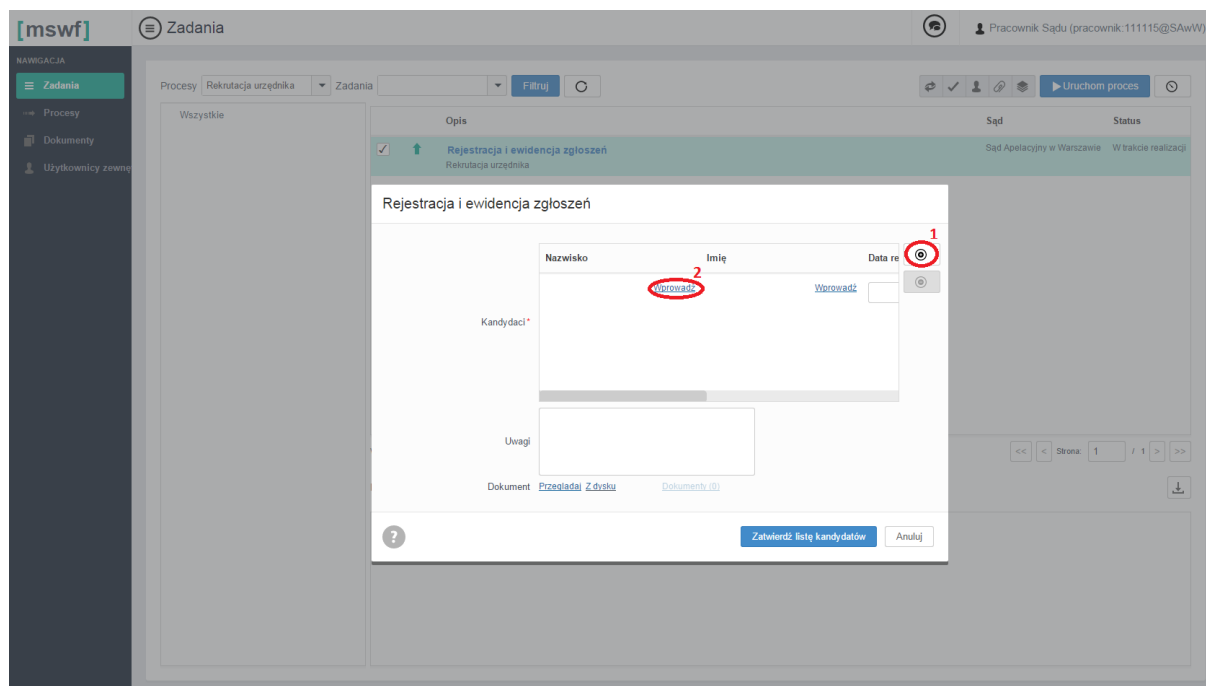 [mswf]
Zadania
Pracownik Sądu (pracownik:111115@SAwW)
NAWIGACJA
Zadania
Procesy
Dokumenty
Użytkownicy zewnę
Procesy Rekrutacja urzędnika Zadania Filtruj Uruchom proces
Wszystkie
Opis Sąd Status
Rejestracja i ewidencja zgłoszeń Sąd Apelacyjny w Warszawie W trakcie realizacji
Rekrutacja urzędnika
Rejestracja i ewidencja zgłoszeń
1
Nazwisko Imię Data re
2
Wprowadź Wprowadź
Kandydaci *
Uwagi
<< < Strona: 1 / 1 > >>
Dokument Przeglądaj Z dysku Dokumenty (0)
? Zatwierdź listę kandydatów Anuluj